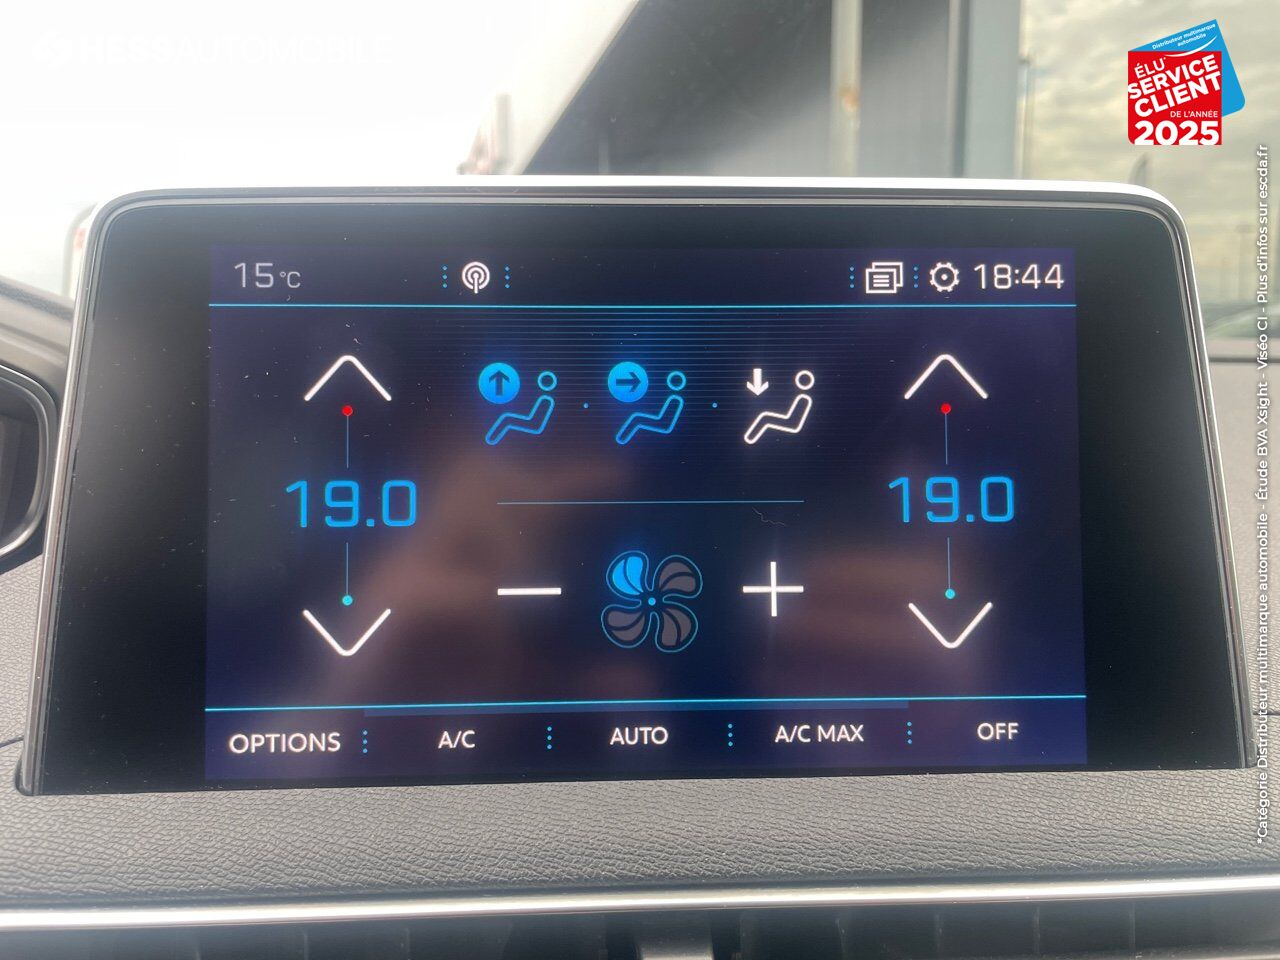 HESSAUTOMOBILE
Distributeur multimarque
automobile
ÉLU
SERVICE
CLIENT
DE L'ANNÉE
2025
15°C
18:44
19.0
19.0
OPTIONS
A/C
AUTO
A/C MAX
OFF
*Catégorie Distributeur multimarque automobile - Étude BVA Xsight - Viséo CI - Plus d'infos sur escda.fr